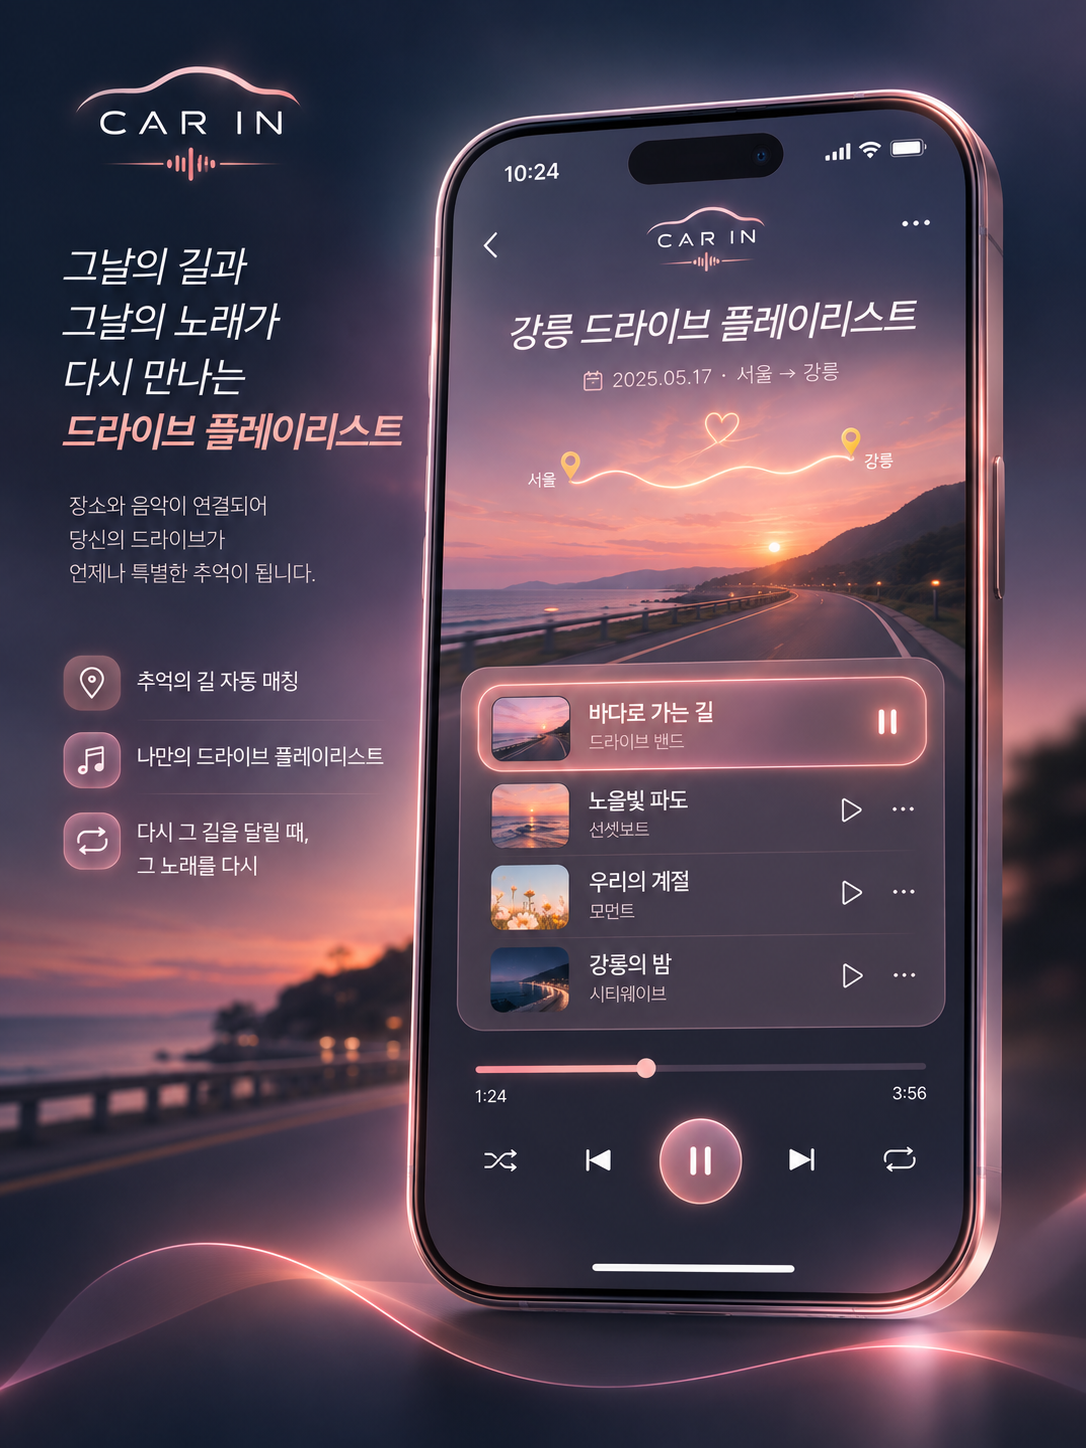 CAR IN
그날의 길과
그날의 노래가
다시 만나는
드라이브 플레이리스트
장소와 음악이 연결되어
당신의 드라이브가
언제나 특별한 추억이 됩니다.
추억의 길 자동 매칭
나만의 드라이브 플레이리스트
다시 그 길을 달릴 때,
그 노래를 다시
10:24
CAR IN
강릉 드라이브 플레이리스트
2025.05.17 · 서울 → 강릉
서울
강릉
바다로 가는 길
드라이브 밴드
노을빛 파도
선셋보트
우리의 계절
모먼트
강롱의 밤
시티웨이브
1:24
3:56